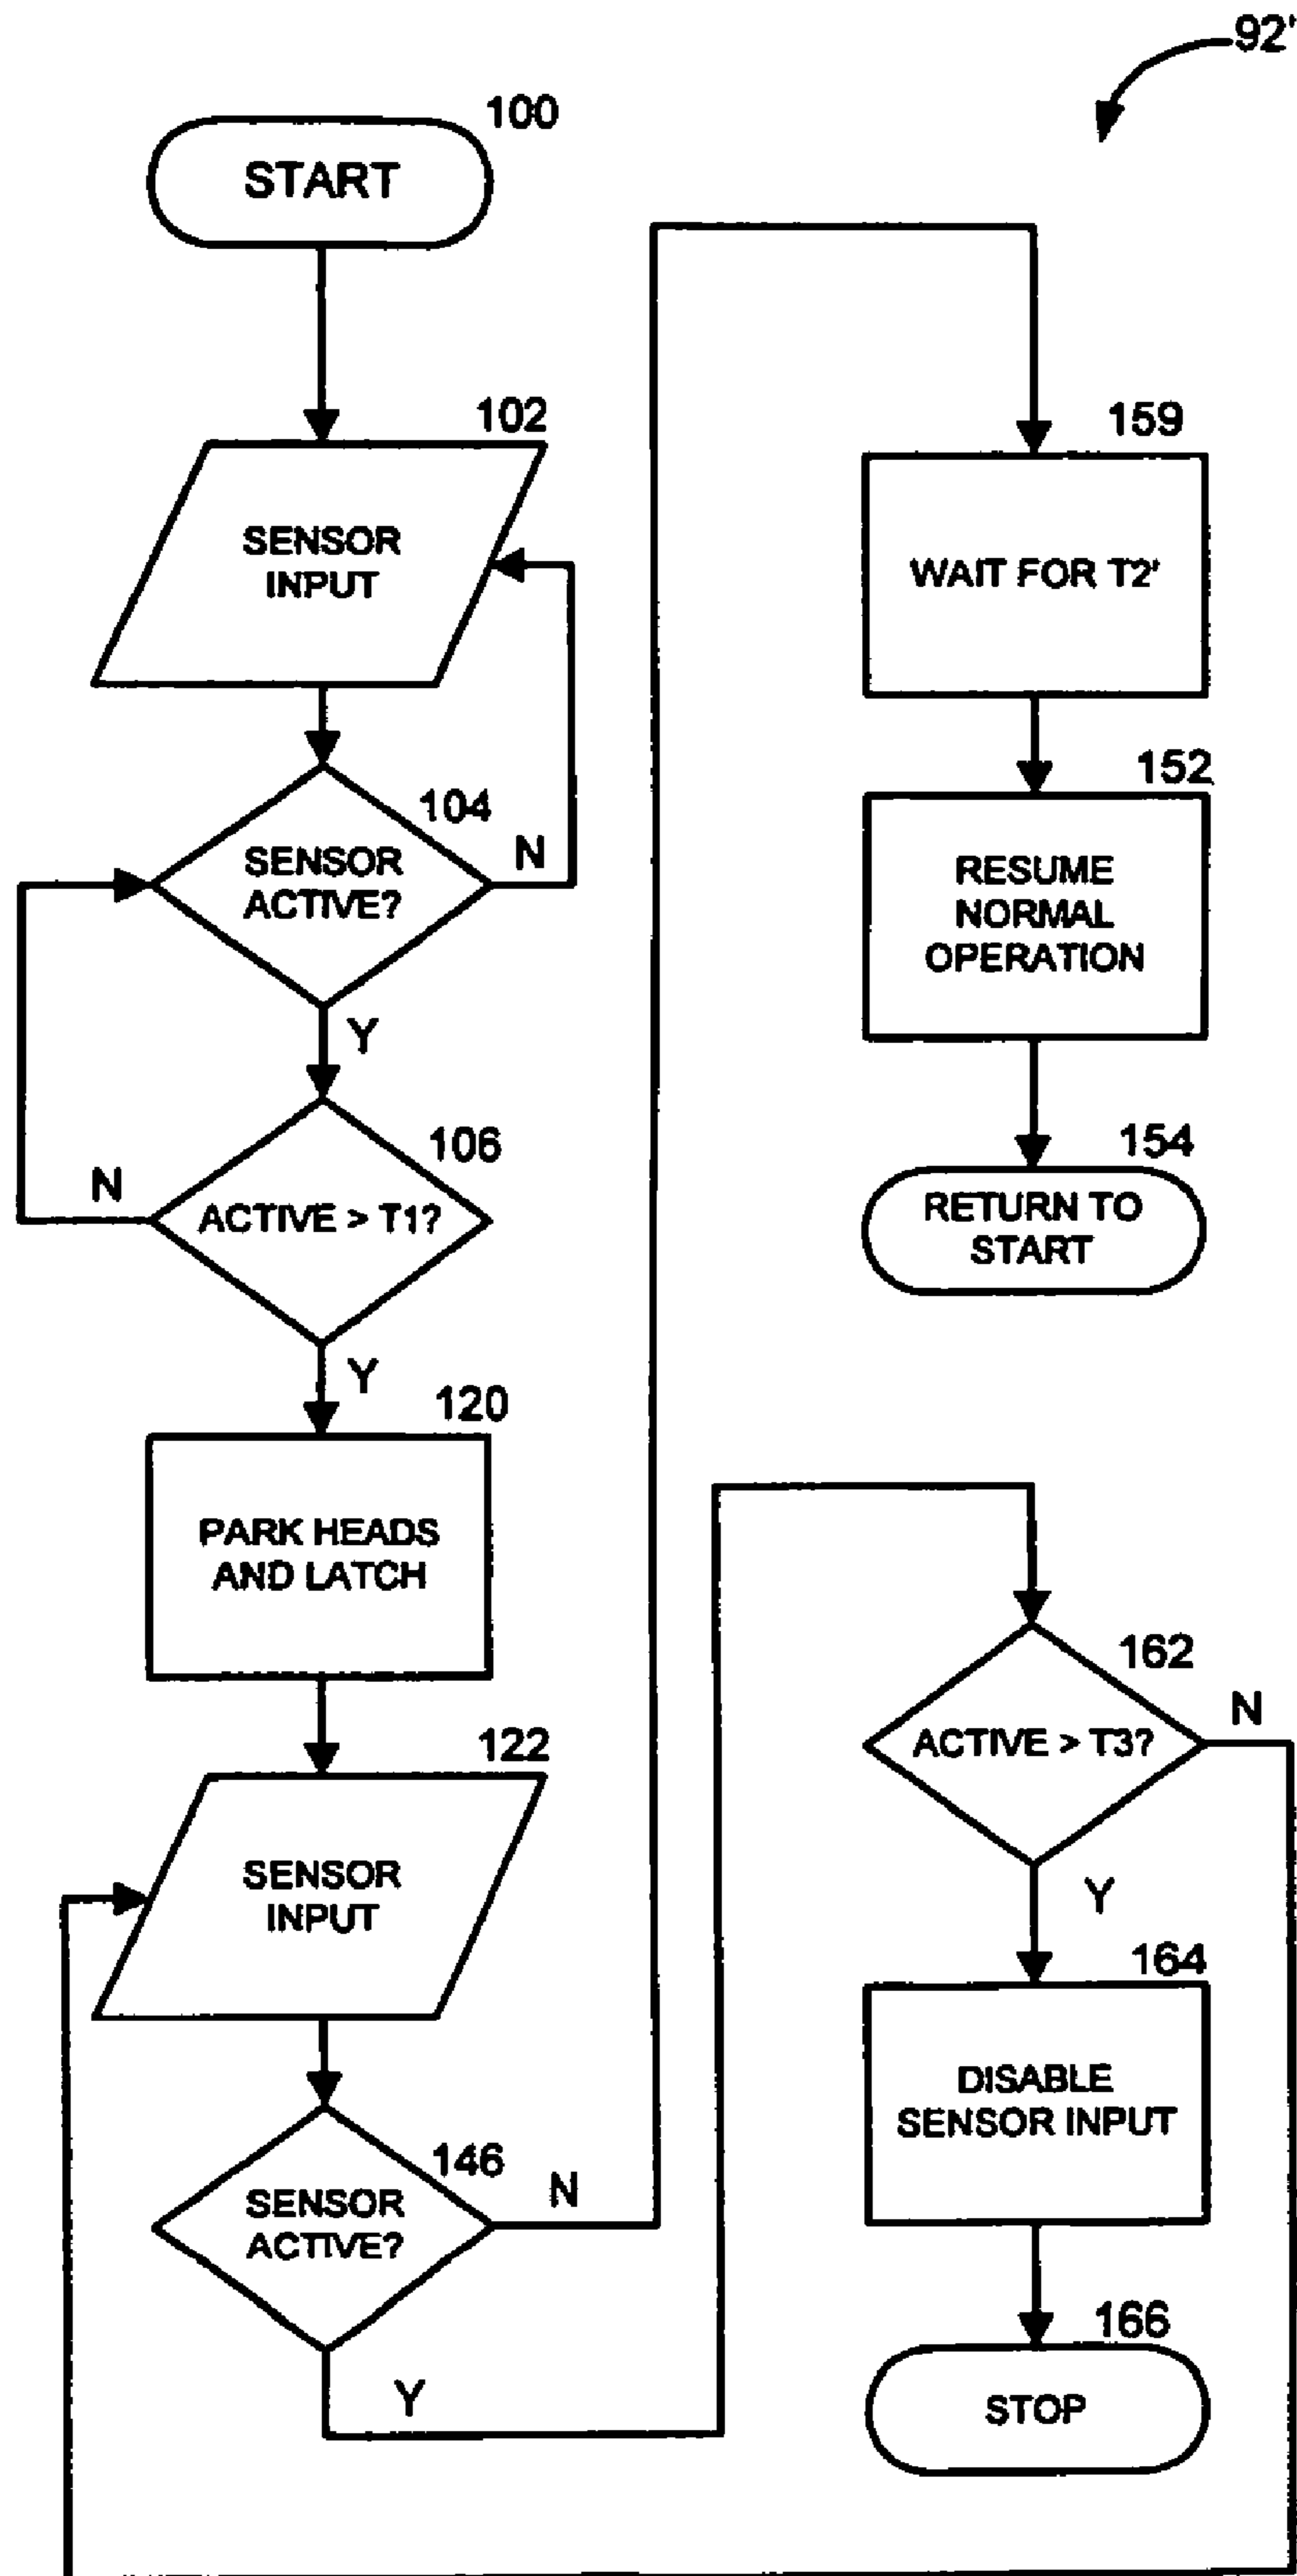 92'
100
START
102
SENSOR
INPUT
104
SENSOR
ACTIVE?
N
Y
106
ACTIVE > T1?
N
Y
120
PARK HEADS
AND LATCH
122
SENSOR
INPUT
146
SENSOR
ACTIVE?
N
Y
159
WAIT FOR T2'
152
RESUME
NORMAL
OPERATION
154
RETURN TO
START
162
ACTIVE > T3?
N
Y
164
DISABLE
SENSOR INPUT
166
STOP